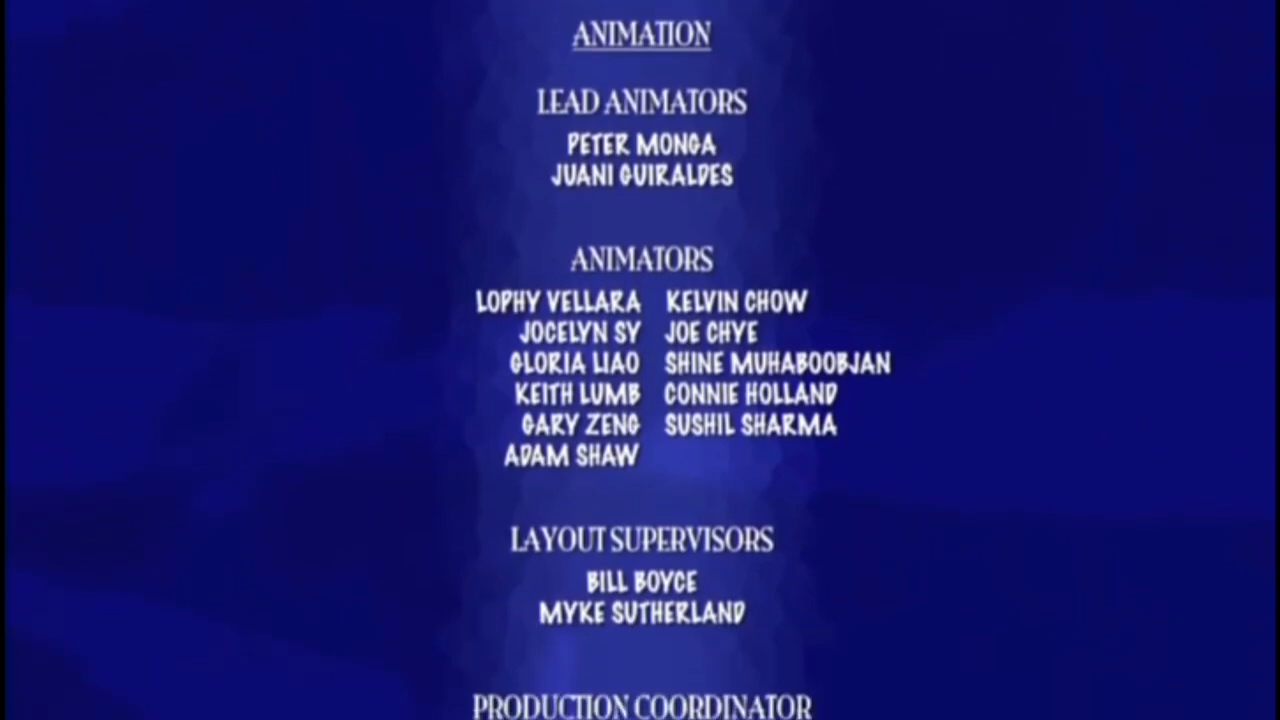 ANIMATION
LEAD ANIMATORS
PETER MONGA
JUANI GUIRALDES
ANIMATORS
LOPHY VELLARA KELVIN CHOW
JOCELYN SY JOE CHYE
GLORIA LIAO SHINE MUHABOOBJAN
KEITH LUMB CONNIE HOLLAND
GARY ZENG SUSHIL SHARMA
ADAM SHAW
LAYOUT SUPERVISORS
BILL BOYCE
MYKE SUTHERLAND
PRODUCTION COORDINATOR